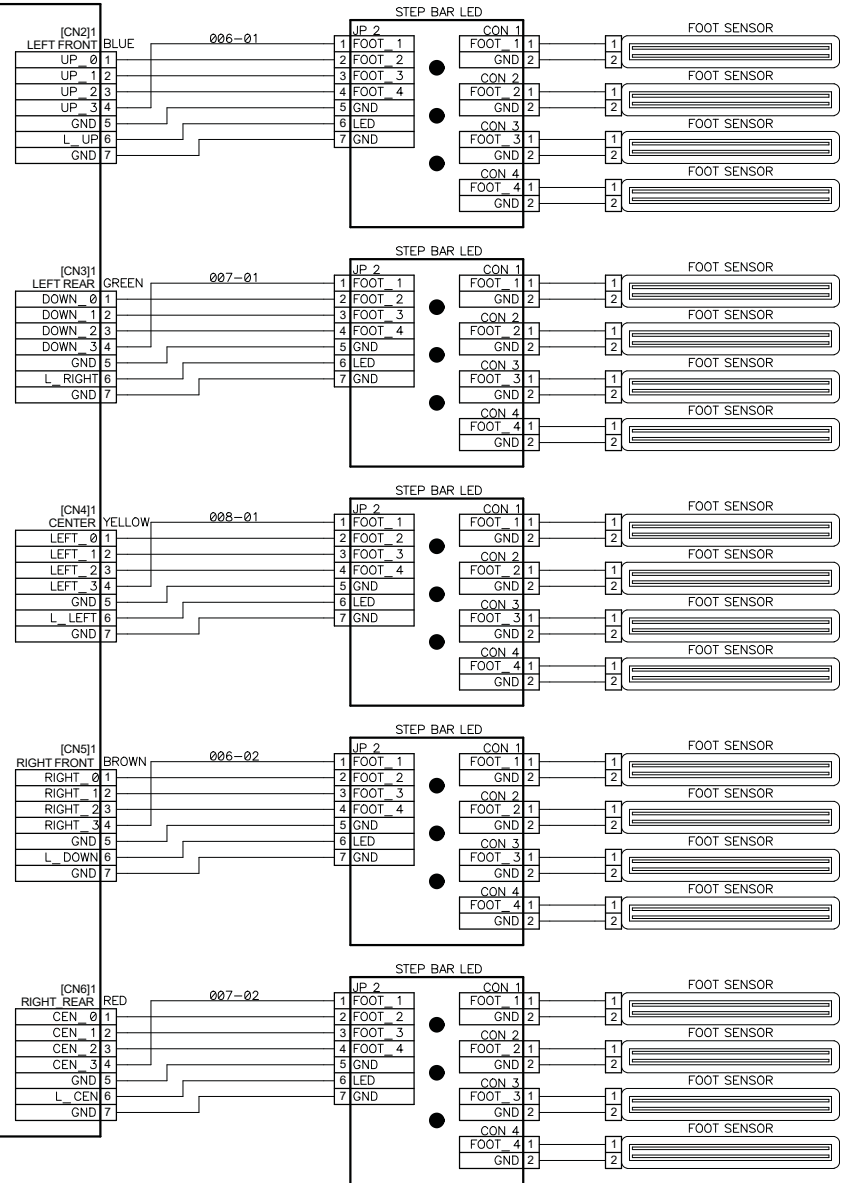 STEP BAR LED
[CN2]1
LEFT FRONT BLUE
006-01
UP_0 1
UP_1 2
UP_2 3
UP_3 4
GND 5
L_UP 6
GND 7
JP 2
1 FOOT_1
2 FOOT_2
3 FOOT_3
4 FOOT_4
5 GND
6 LED
7 GND
CON 1
FOOT_1 1
GND 2
CON 2
FOOT_2 1
GND 2
CON 3
FOOT_3 1
GND 2
CON 4
FOOT_4 1
GND 2
FOOT SENSOR
1
2
FOOT SENSOR
1
2
FOOT SENSOR
1
2
FOOT SENSOR
1
2
STEP BAR LED
[CN3]1
LEFT REAR GREEN
007-01
DOWN_0 1
DOWN_1 2
DOWN_2 3
DOWN_3 4
GND 5
L_RIGHT 6
GND 7
JP 2
1 FOOT_1
2 FOOT_2
3 FOOT_3
4 FOOT_4
5 GND
6 LED
7 GND
CON 1
FOOT_1 1
GND 2
CON 2
FOOT_2 1
GND 2
CON 3
FOOT_3 1
GND 2
CON 4
FOOT_4 1
GND 2
FOOT SENSOR
1
2
FOOT SENSOR
1
2
FOOT SENSOR
1
2
FOOT SENSOR
1
2
STEP BAR LED
[CN4]1
CENTER YELLOW
008-01
LEFT_0 1
LEFT_1 2
LEFT_2 3
LEFT_3 4
GND 5
L_LEFT 6
GND 7
JP 2
1 FOOT_1
2 FOOT_2
3 FOOT_3
4 FOOT_4
5 GND
6 LED
7 GND
CON 1
FOOT_1 1
GND 2
CON 2
FOOT_2 1
GND 2
CON 3
FOOT_3 1
GND 2
CON 4
FOOT_4 1
GND 2
FOOT SENSOR
1
2
FOOT SENSOR
1
2
FOOT SENSOR
1
2
FOOT SENSOR
1
2
STEP BAR LED
[CN5]1
RIGHT FRONT BROWN
006-02
RIGHT_0 1
RIGHT_1 2
RIGHT_2 3
RIGHT_3 4
GND 5
L_DOWN 6
GND 7
JP 2
1 FOOT_1
2 FOOT_2
3 FOOT_3
4 FOOT_4
5 GND
6 LED
7 GND
CON 1
FOOT_1 1
GND 2
CON 2
FOOT_2 1
GND 2
CON 3
FOOT_3 1
GND 2
CON 4
FOOT_4 1
GND 2
FOOT SENSOR
1
2
FOOT SENSOR
1
2
FOOT SENSOR
1
2
FOOT SENSOR
1
2
STEP BAR LED
[CN6]1
RIGHT REAR RED
007-02
CEN_0 1
CEN_1 2
CEN_2 3
CEN_3 4
GND 5
L_CEN 6
GND 7
JP 2
1 FOOT_1
2 FOOT_2
3 FOOT_3
4 FOOT_4
5 GND
6 LED
7 GND
CON 1
FOOT_1 1
GND 2
CON 2
FOOT_2 1
GND 2
CON 3
FOOT_3 1
GND 2
CON 4
FOOT_4 1
GND 2
FOOT SENSOR
1
2
FOOT SENSOR
1
2
FOOT SENSOR
1
2
FOOT SENSOR
1
2